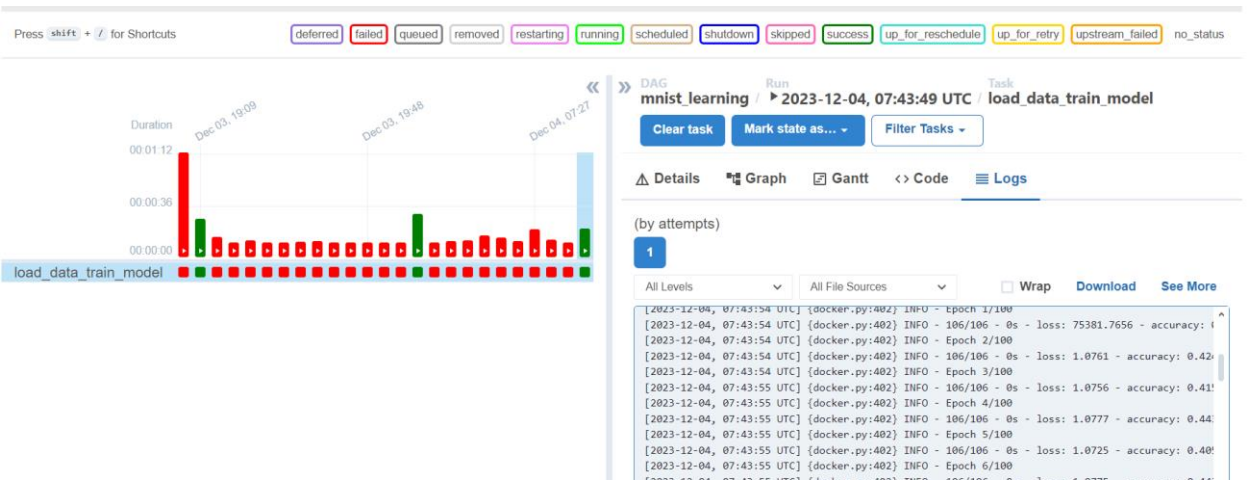 Press shift + / for Shortcuts
deferred failed queued removed restarting running scheduled shutdown skipped success up_for_reschedule up_for_retry upstream_failed no_status
Duration
Dec 03, 19:09
Dec 03, 19:48
Dec 04, 07:27
00:01:12
00:00:36
00:00:00
load_data_train_model
DAG Run Task
mnist_learning / 2023-12-04, 07:43:49 UTC / load_data_train_model
Clear task Mark state as... Filter Tasks
Details Graph Gantt <> Code Logs
(by attempts)
1
All Levels All File Sources Wrap Download See More
[2023-12-04, 07:43:54 UTC] {docker.py:402} INFO - Epoch 1/100
[2023-12-04, 07:43:54 UTC] {docker.py:402} INFO - 106/106 - 0s - loss: 75381.7656 - accuracy:
[2023-12-04, 07:43:54 UTC] {docker.py:402} INFO - Epoch 2/100
[2023-12-04, 07:43:54 UTC] {docker.py:402} INFO - 106/106 - 0s - loss: 1.0761 - accuracy: 0.42
[2023-12-04, 07:43:54 UTC] {docker.py:402} INFO - Epoch 3/100
[2023-12-04, 07:43:55 UTC] {docker.py:402} INFO - 106/106 - 0s - loss: 1.0756 - accuracy: 0.41
[2023-12-04, 07:43:55 UTC] {docker.py:402} INFO - Epoch 4/100
[2023-12-04, 07:43:55 UTC] {docker.py:402} INFO - 106/106 - 0s - loss: 1.0777 - accuracy: 0.44
[2023-12-04, 07:43:55 UTC] {docker.py:402} INFO - Epoch 5/100
[2023-12-04, 07:43:55 UTC] {docker.py:402} INFO - 106/106 - 0s - loss: 1.0725 - accuracy: 0.40
[2023-12-04, 07:43:55 UTC] {docker.py:402} INFO - Epoch 6/100